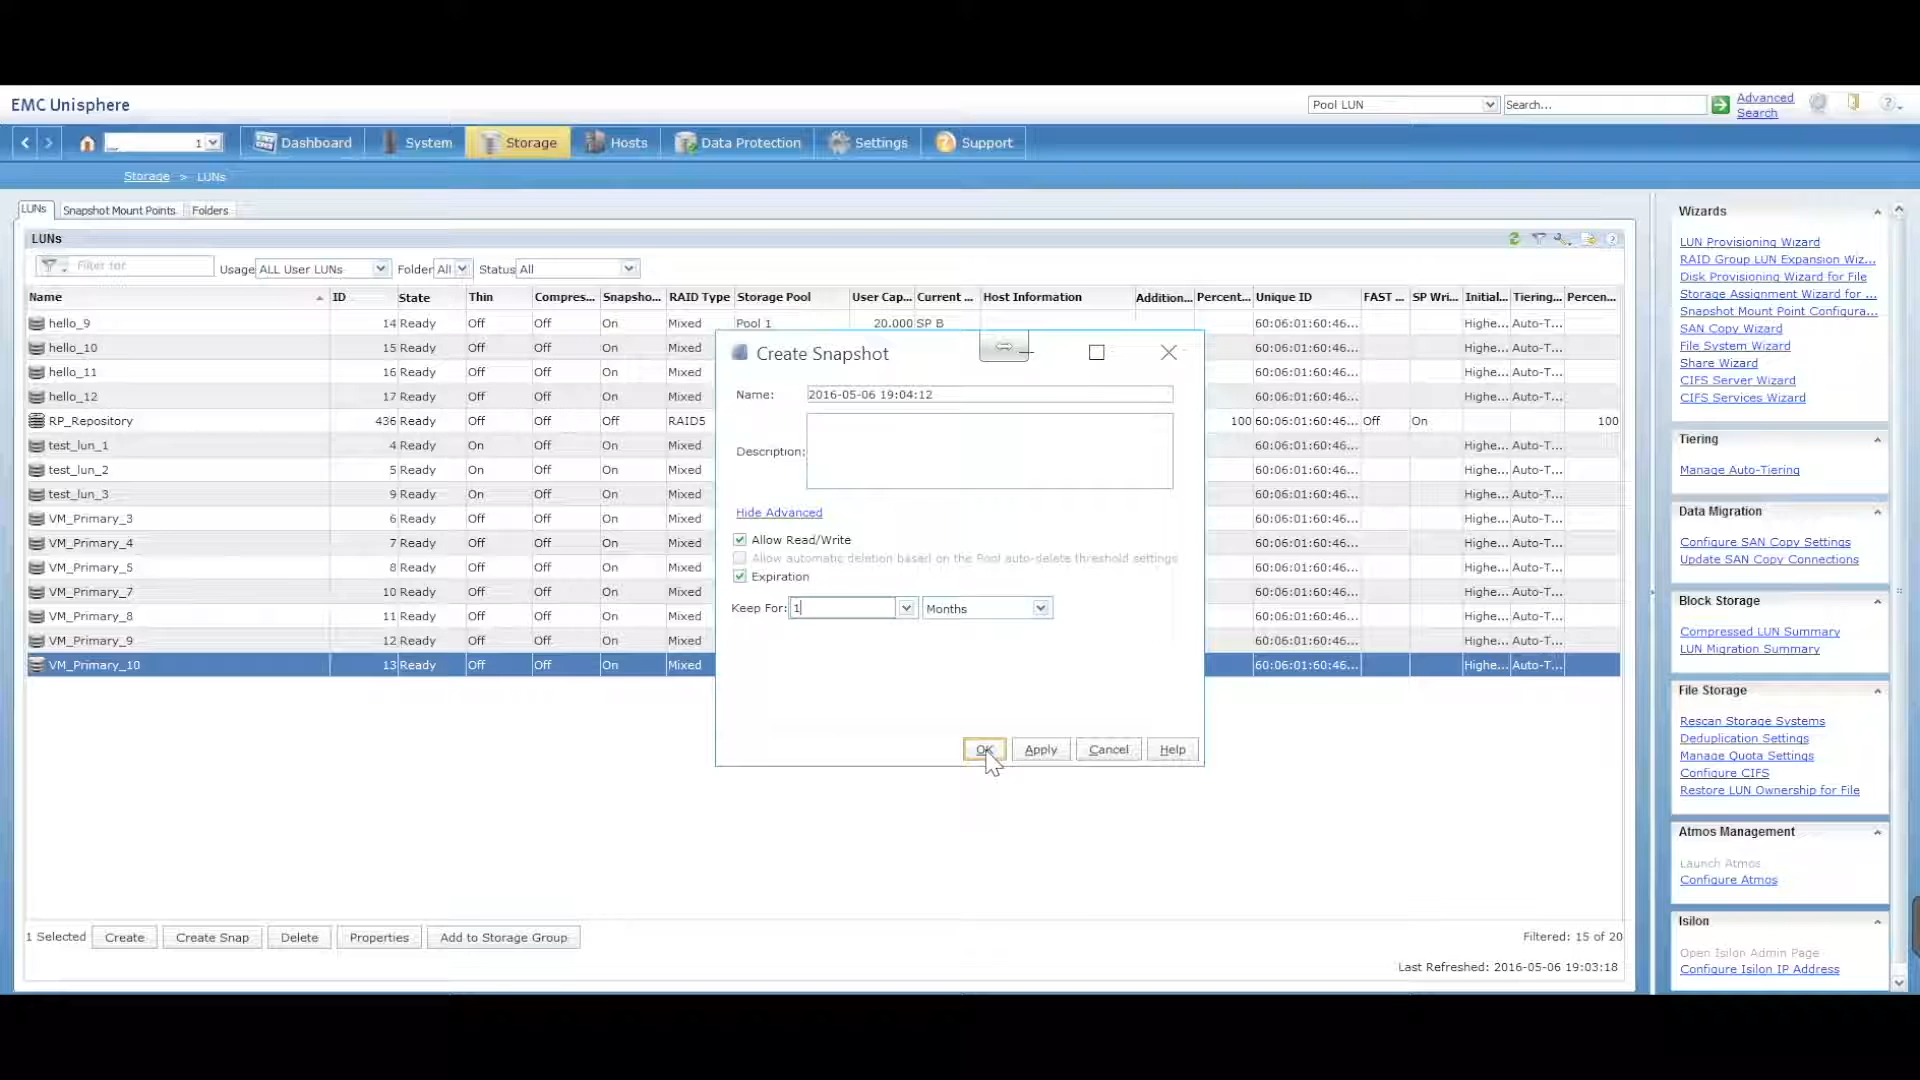 EMC Unisphere
Pool LUN
Search...
Advanced Search
1
Dashboard
System
Storage
Hosts
Data Protection
Settings
Support
Storage > LUNs
LUNs
Snapshot Mount Points
Folders
LUNs
Filter for
Usage ALL User LUNs
Folder All
Status All
Name ID State Thin Compres... Snapsho... RAID Type Storage Pool User Cap... Current ... Host Information Addition... Percent... Unique ID FAST ... SP Wri... Initial... Tiering... Percen...
hello_9 14 Ready Off Off On Mixed Pool 1 20.000 SP B 60:06:01:60:46... Highe... Auto-T...
hello_10 15 Ready Off Off On Mixed 60:06:01:60:46... Highe... Auto-T...
hello_11 16 Ready Off Off On Mixed 60:06:01:60:46... Highe... Auto-T...
hello_12 17 Ready Off Off On Mixed 60:06:01:60:46... Highe... Auto-T...
RP_Repository 436 Ready Off Off Off RAID5 100 60:06:01:60:46... Off On 100
test_lun_1 4 Ready On Off On Mixed 60:06:01:60:46... Highe... Auto-T...
test_lun_2 5 Ready On Off On Mixed 60:06:01:60:46... Highe... Auto-T...
test_lun_3 9 Ready On Off On Mixed 60:06:01:60:46... Highe... Auto-T...
VM_Primary_3 6 Ready Off Off On Mixed 60:06:01:60:46... Highe... Auto-T...
VM_Primary_4 7 Ready Off Off On Mixed 60:06:01:60:46... Highe... Auto-T...
VM_Primary_5 8 Ready Off Off On Mixed 60:06:01:60:46... Highe... Auto-T...
VM_Primary_7 10 Ready Off Off On Mixed 60:06:01:60:46... Highe... Auto-T...
VM_Primary_8 11 Ready Off Off On Mixed 60:06:01:60:46... Highe... Auto-T...
VM_Primary_9 12 Ready Off Off On Mixed 60:06:01:60:46... Highe... Auto-T...
VM_Primary_10 13 Ready Off Off On Mixed 60:06:01:60:46... Highe... Auto-T...
Create Snapshot
Name: 2016-05-06 19:04:12
Description:
Hide Advanced
Allow Read/Write
Allow automatic deletion based on the Pool auto-delete threshold settings
Expiration
Keep For: 1 Months
OK
Apply
Cancel
Help
1 Selected
Create
Create Snap
Delete
Properties
Add to Storage Group
Filtered: 15 of 20
Last Refreshed: 2016-05-06 19:03:18
Wizards
LUN Provisioning Wizard
RAID Group LUN Expansion Wiz...
Disk Provisioning Wizard for File
Storage Assignment Wizard for ...
Snapshot Mount Point Configura...
SAN Copy Wizard
File System Wizard
Share Wizard
CIFS Server Wizard
CIFS Services Wizard
Tiering
Manage Auto-Tiering
Data Migration
Configure SAN Copy Settings
Update SAN Copy Connections
Block Storage
Compressed LUN Summary
LUN Migration Summary
File Storage
Rescan Storage Systems
Deduplication Settings
Manage Quota Settings
Configure CIFS
Restore LUN Ownership for File
Atmos Management
Launch Atmos
Configure Atmos
Isilon
Open Isilon Admin Page
Configure Isilon IP Address